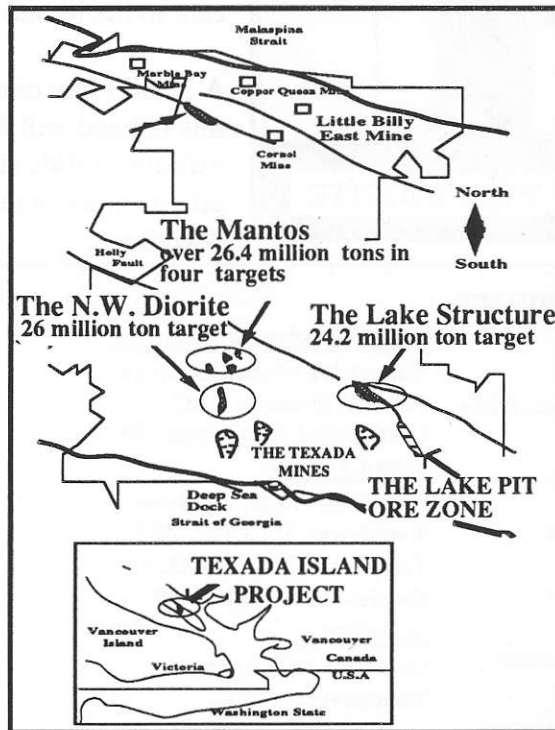 Malaspina
Strait
Marble Bay
Mine
Copper Queen Mine
Little Billy
East Mine
Cornel
Mine
North
South
The Mantos
over 26.4 million tons in
four targets
Holly
Fault
The N.W. Diorite
26 million ton target
The Lake Structure
24.2 million ton target
THE TEXADA
MINES
THE LAKE PIT
ORE ZONE
Deep Sea
Dock
Strait of Georgia
TEXADA ISLAND
PROJECT
Vancouver
Island
Victoria
Vancouver
Canada
U.S.A
Washington State